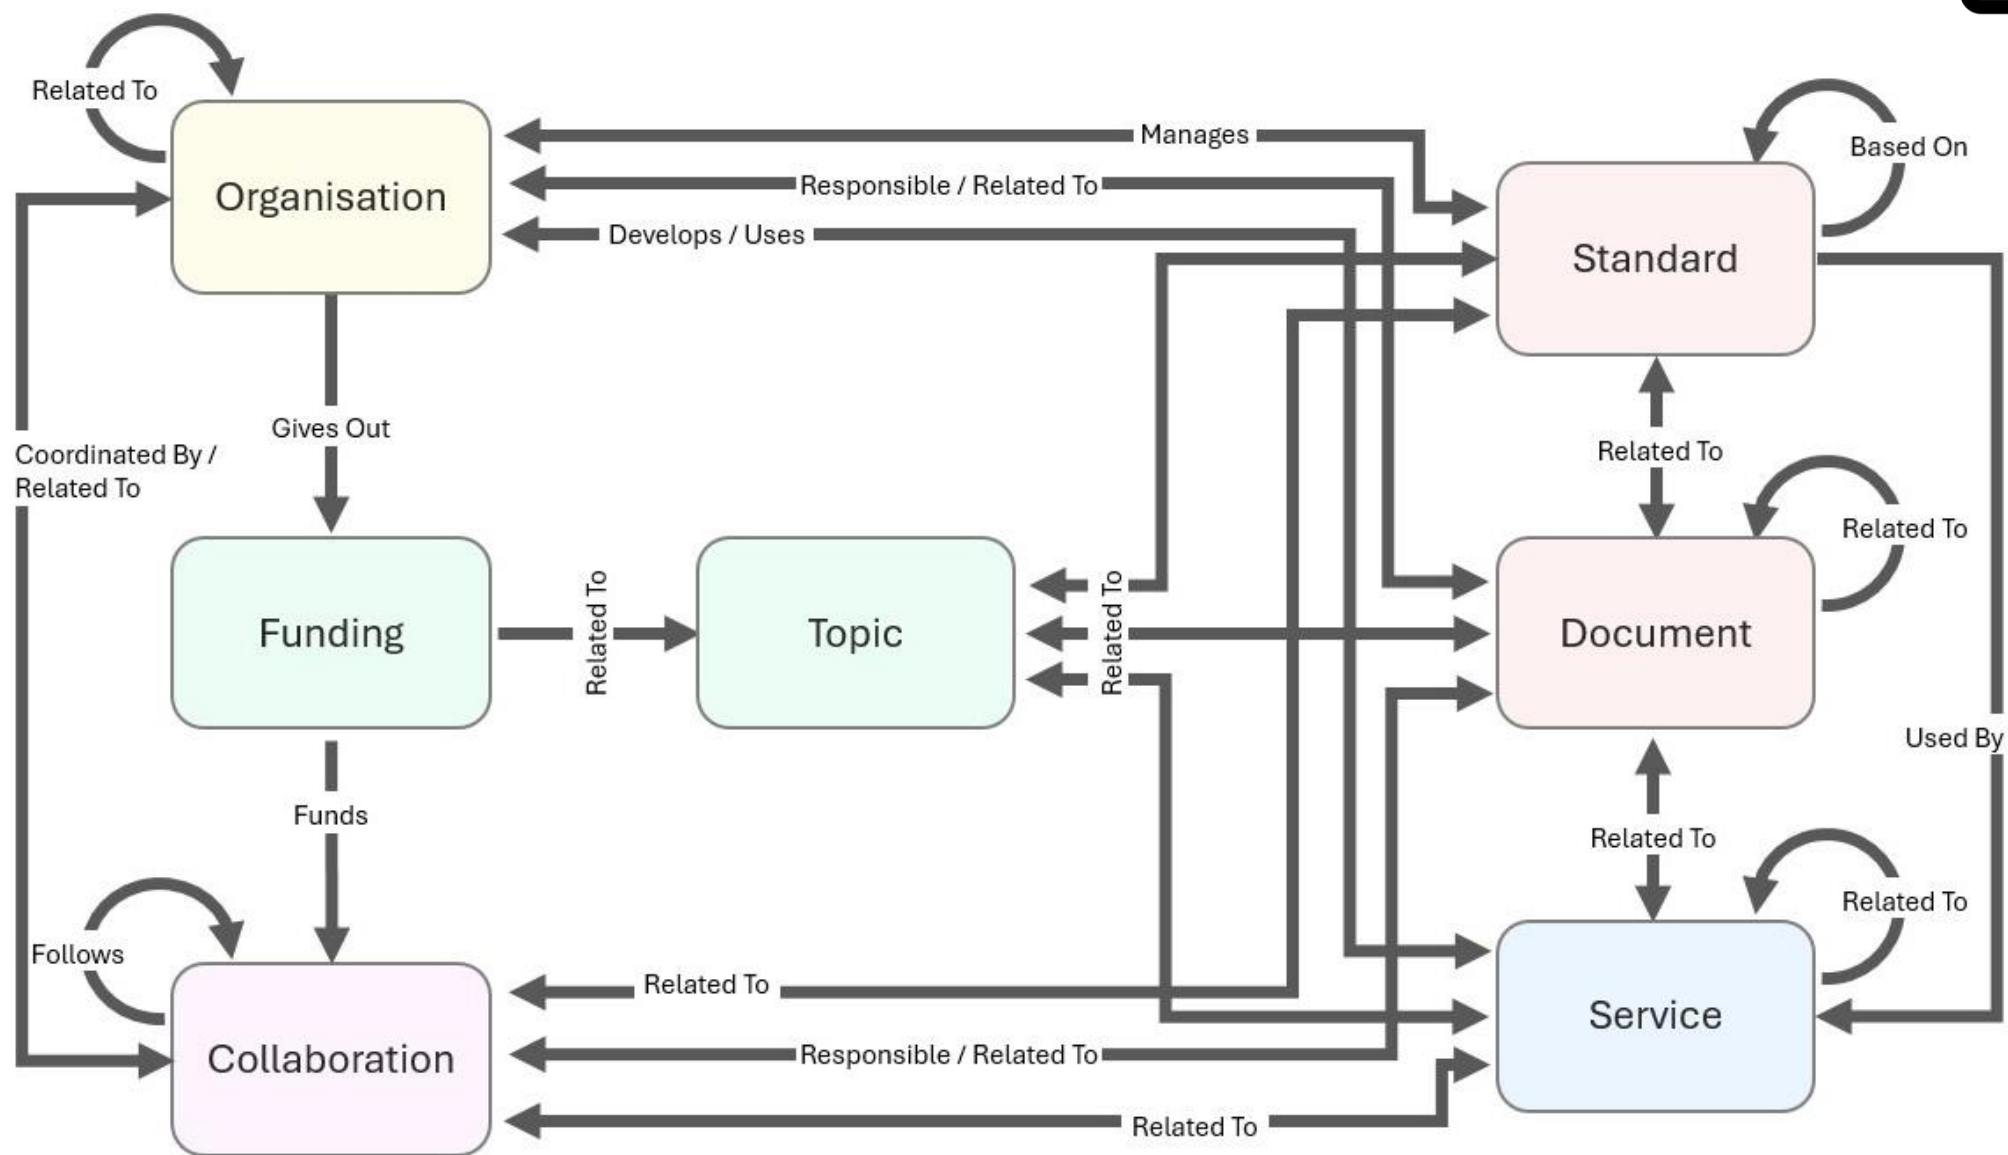 Related To
Organisation
Manages
Responsible / Related To
Develops / Uses
Based On
Standard
Gives Out
Coordinated By /
Related To
Related To
Related To
Funding
Related To
Topic
Related To
Document
Used By
Funds
Related To
Related To
Follows
Collaboration
Related To
Responsible / Related To
Related To
Service